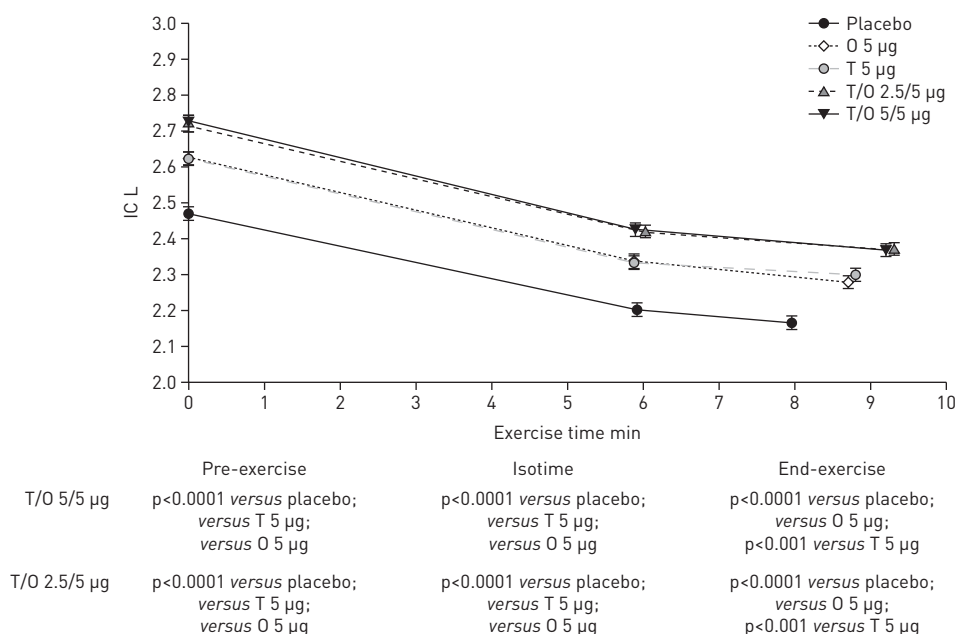 3.0
2.9
2.8
2.7
2.6
2.5
2.4
2.3
2.2
2.1
2.0
IC L
Placebo
O 5 µg
T 5 µg
T/O 2.5/5 µg
T/O 5/5 µg
0 1 2 3 4 5 6 7 8 9 10
Exercise time min
Pre-exercise Isotime End-exercise
T/O 5/5 µg p<0.0001 versus placebo; p<0.0001 versus placebo; p<0.0001 versus placebo;
versus T 5 µg; versus T 5 µg; versus O 5 µg;
versus O 5 µg versus O 5 µg p<0.001 versus T 5 µg
T/O 2.5/5 µg p<0.0001 versus placebo; p<0.0001 versus placebo; p<0.0001 versus placebo;
versus T 5 µg; versus T 5 µg; versus O 5 µg;
versus O 5 µg versus O 5 µg p<0.001 versus T 5 µg